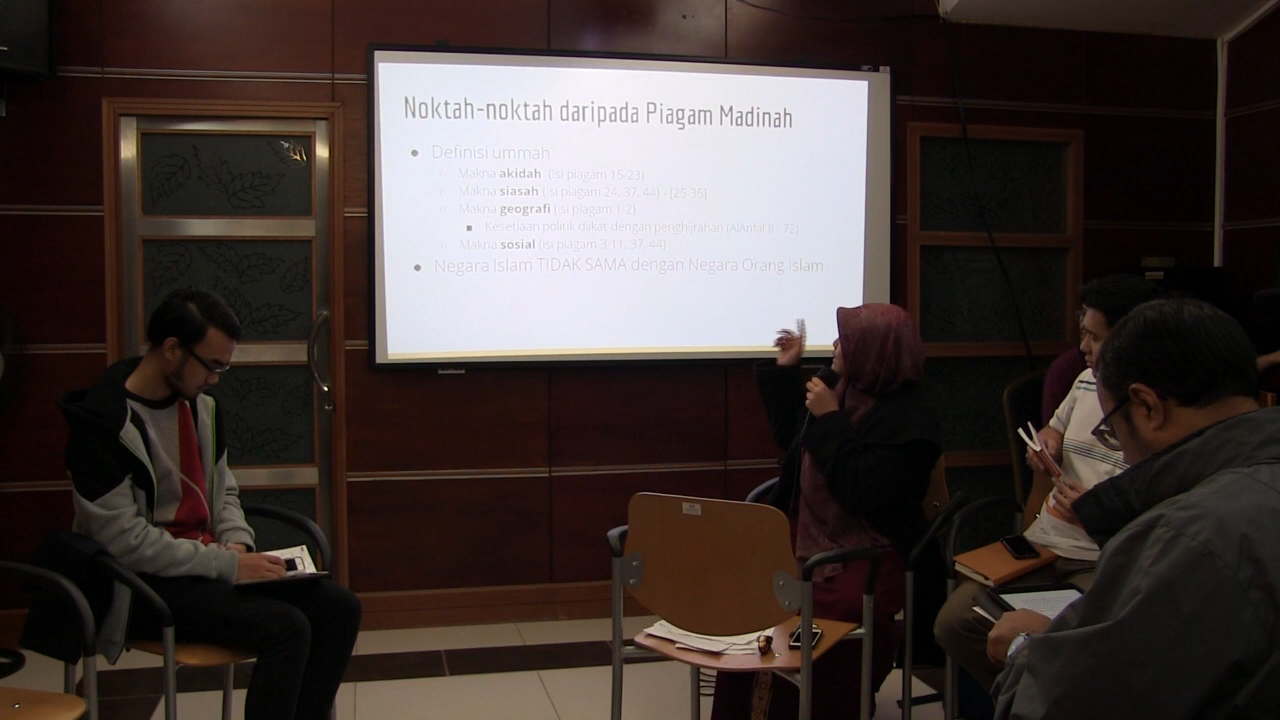 Noktah-noktah daripada Piagam Madinah
Definisi ummah
Makna akidah (isi piagam 15-23)
Makna siasah (isi piagam 24, 37, 44) - [25-35]
Makna geografi (isi piagam 1-2)
Kesetiaan politik diikat dengan penghijrahan (AlAnfal 8 : 72)
Makna sosial (isi piagam 3-11, 37, 44)
Negara Islam TIDAK SAMA dengan Negara Orang Islam